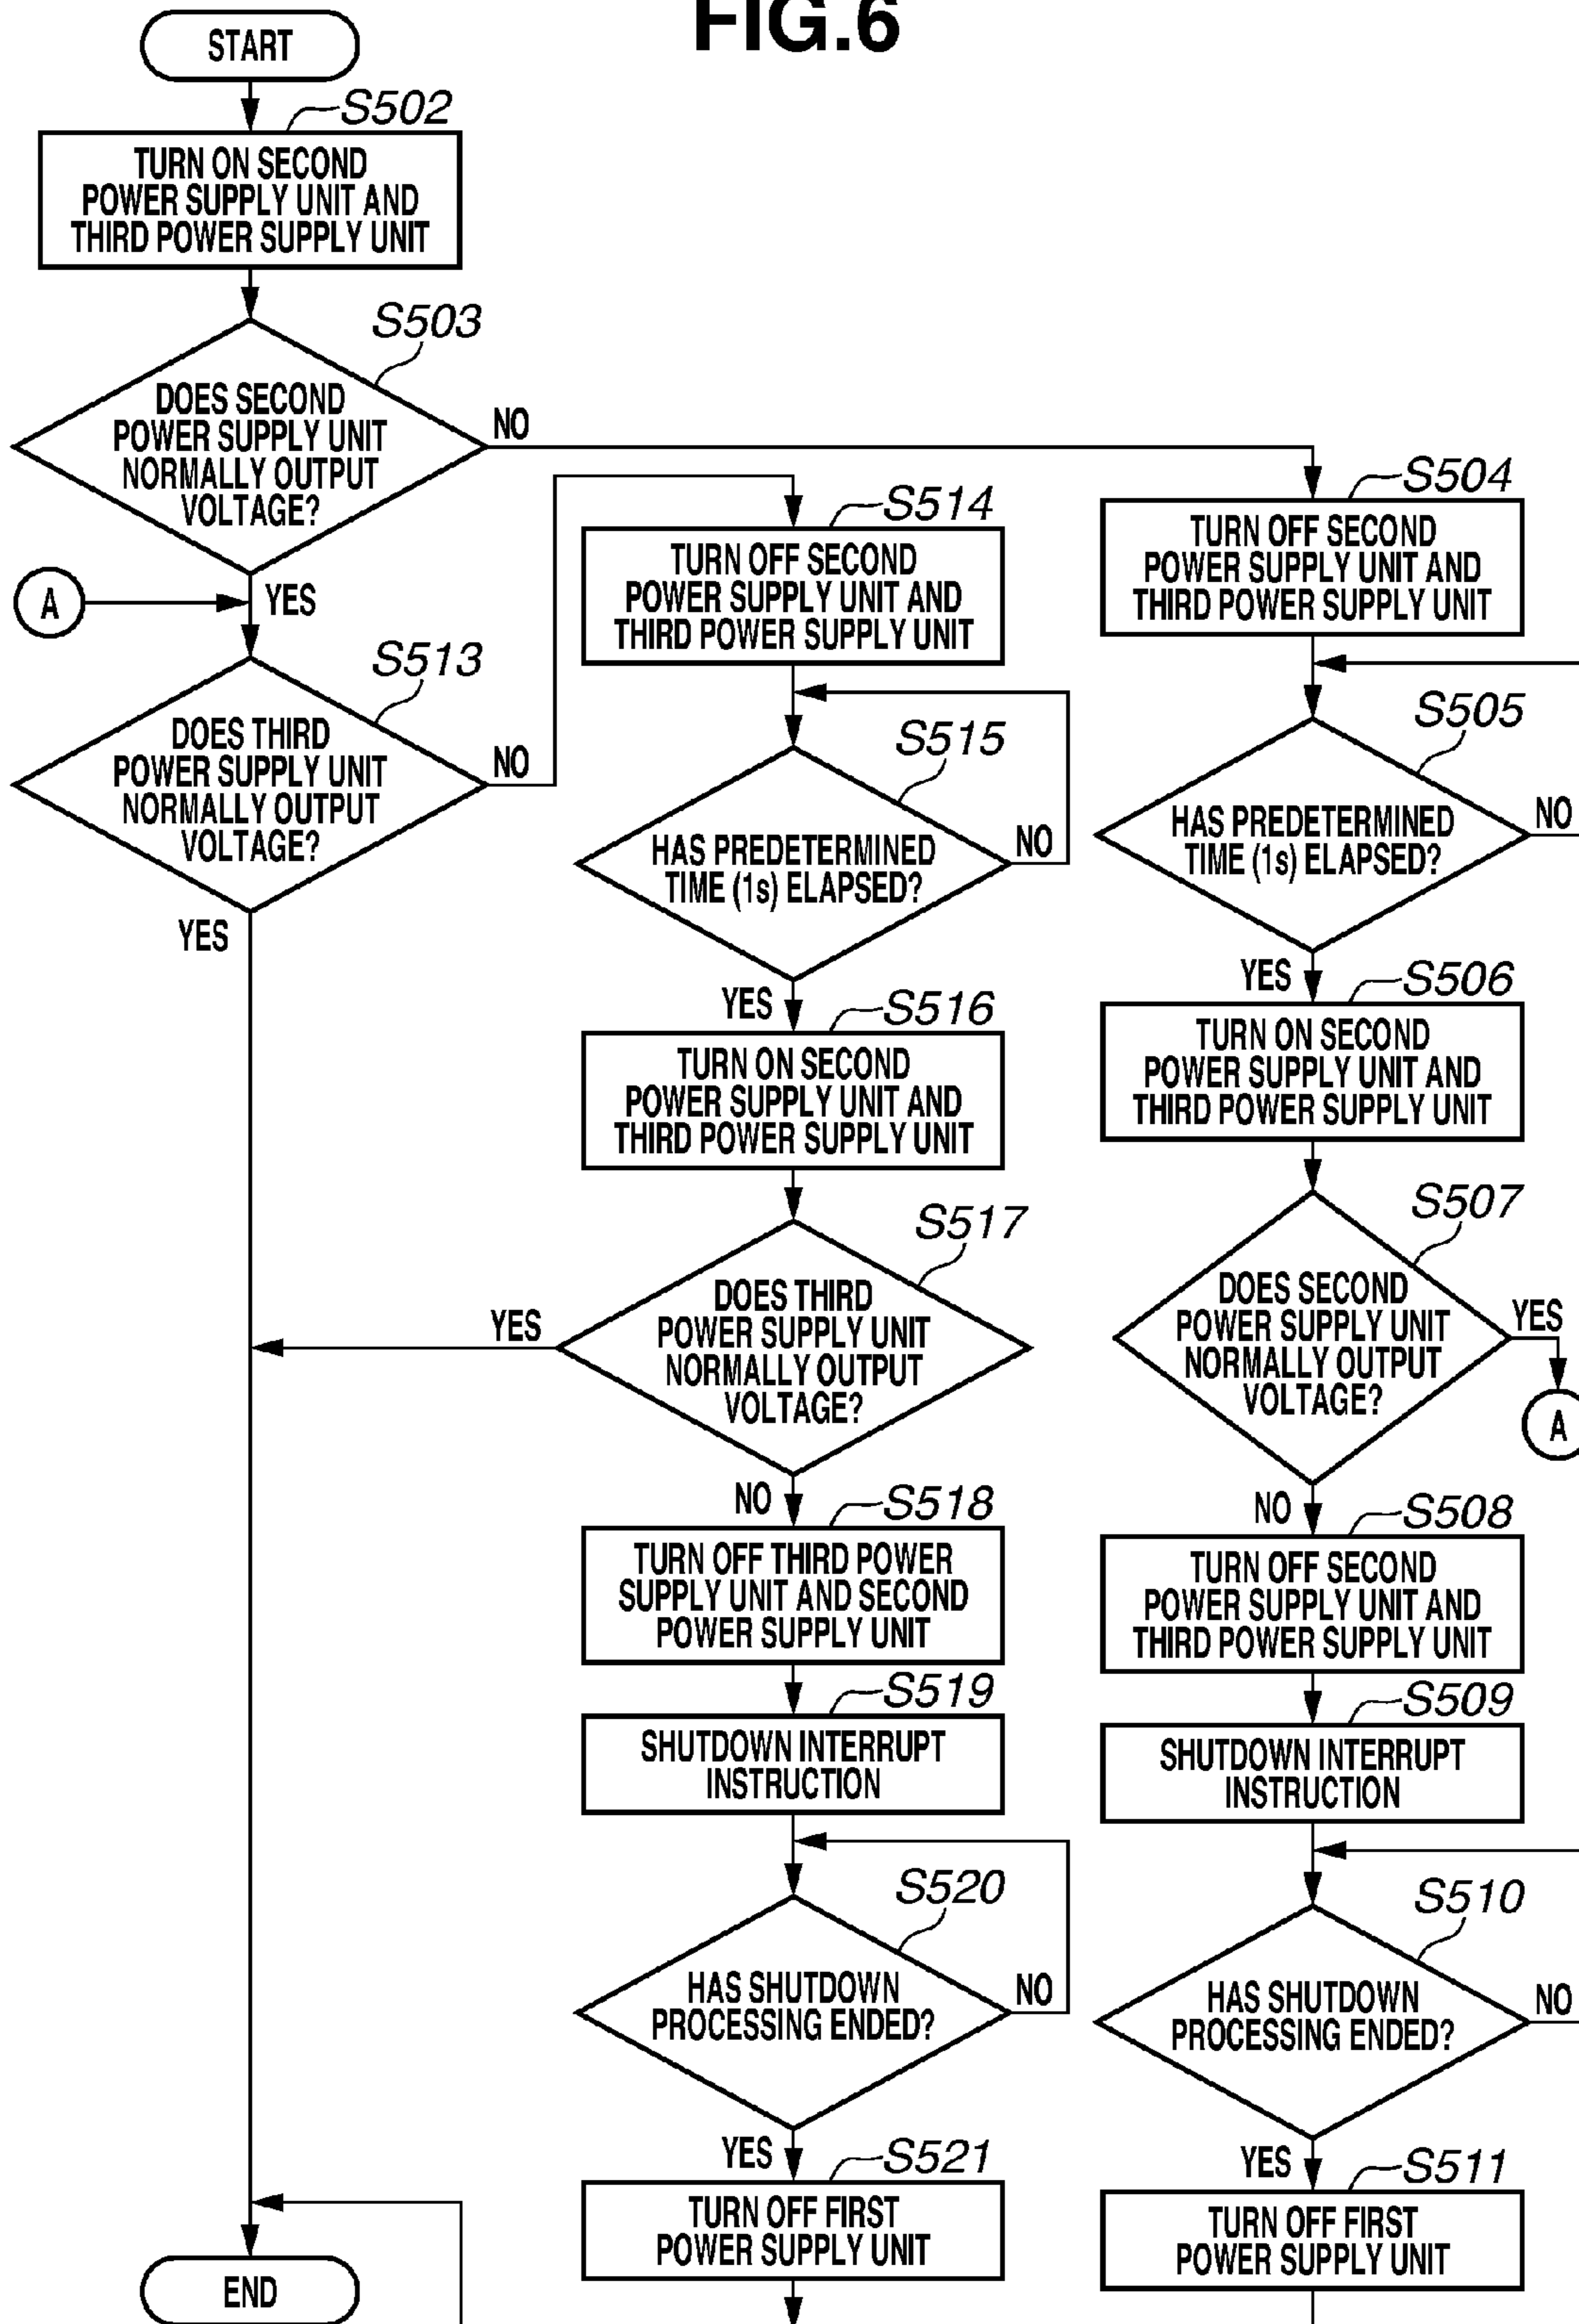 FIG.6
START
S502
TURN ON SECOND
POWER SUPPLY UNIT AND
THIRD POWER SUPPLY UNIT
S503
DOES SECOND
POWER SUPPLY UNIT
NORMALLY OUTPUT
VOLTAGE?
NO
YES
A
S513
DOES THIRD
POWER SUPPLY UNIT
NORMALLY OUTPUT
VOLTAGE?
NO
YES
END
S514
TURN OFF SECOND
POWER SUPPLY UNIT AND
THIRD POWER SUPPLY UNIT
S515
HAS PREDETERMINED
TIME (1s) ELAPSED?
NO
YES
S516
TURN ON SECOND
POWER SUPPLY UNIT AND
THIRD POWER SUPPLY UNIT
S517
DOES THIRD
POWER SUPPLY UNIT
NORMALLY OUTPUT
VOLTAGE?
YES
NO
S518
TURN OFF THIRD POWER
SUPPLY UNIT AND SECOND
POWER SUPPLY UNIT
S519
SHUTDOWN INTERRUPT
INSTRUCTION
S520
HAS SHUTDOWN
PROCESSING ENDED?
NO
YES
S521
TURN OFF FIRST
POWER SUPPLY UNIT
S504
TURN OFF SECOND
POWER SUPPLY UNIT AND
THIRD POWER SUPPLY UNIT
S505
HAS PREDETERMINED
TIME (1s) ELAPSED?
NO
YES
S506
TURN ON SECOND
POWER SUPPLY UNIT AND
THIRD POWER SUPPLY UNIT
S507
DOES SECOND
POWER SUPPLY UNIT
NORMALLY OUTPUT
VOLTAGE?
YES
A
NO
S508
TURN OFF SECOND
POWER SUPPLY UNIT AND
THIRD POWER SUPPLY UNIT
S509
SHUTDOWN INTERRUPT
INSTRUCTION
S510
HAS SHUTDOWN
PROCESSING ENDED?
NO
YES
S511
TURN OFF FIRST
POWER SUPPLY UNIT